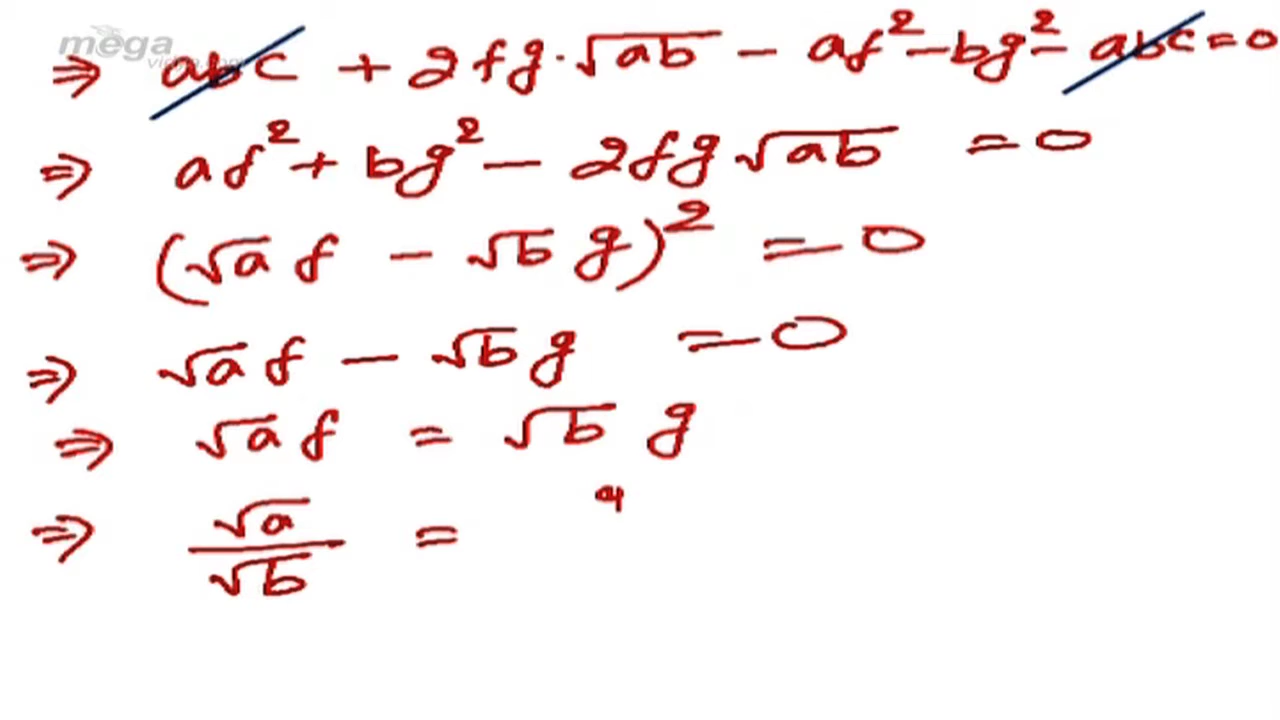 mega
⇒ abc + 2fg·√ab - af² - bg² - abc = 0
⇒ af² + bg² - 2fg√ab = 0
⇒ (√a f - √b g)² = 0
⇒ √a f - √b g = 0
⇒ √a f = √b g
⇒ √a/√b =